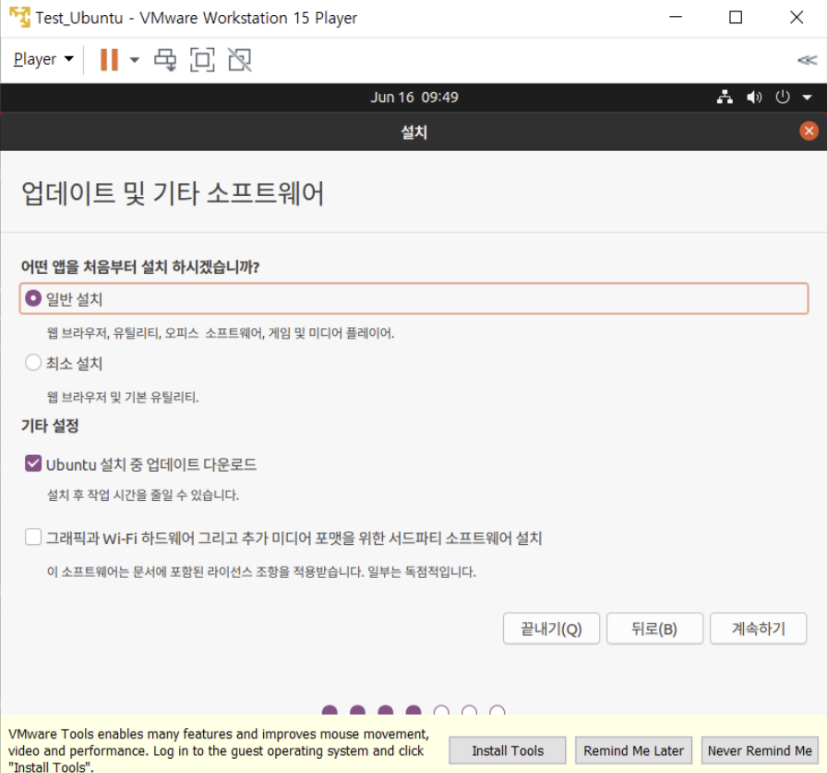 Test_Ubuntu - VMware Workstation 15 Player
Player
Jun 16 09:49
설치
업데이트 및 기타 소프트웨어
어떤 앱을 처음부터 설치 하시겠습니까?
일반 설치
웹 브라우저, 유틸리티, 오피스 소프트웨어, 게임 및 미디어 플레이어.
최소 설치
웹 브라우저 및 기본 유틸리티.
기타 설정
Ubuntu 설치 중 업데이트 다운로드
설치 후 작업 시간을 줄일 수 있습니다.
그래픽과 Wi-Fi 하드웨어 그리고 추가 미디어 포맷을 위한 서드파티 소프트웨어 설치
이 소프트웨어는 문서에 포함된 라이선스 조항을 적용받습니다. 일부는 독점적입니다.
끝내기(Q) 뒤로(B) 계속하기
VMware Tools enables many features and improves mouse movement,
video and performance. Log in to the guest operating system and click
"Install Tools".
Install Tools Remind Me Later Never Remind Me